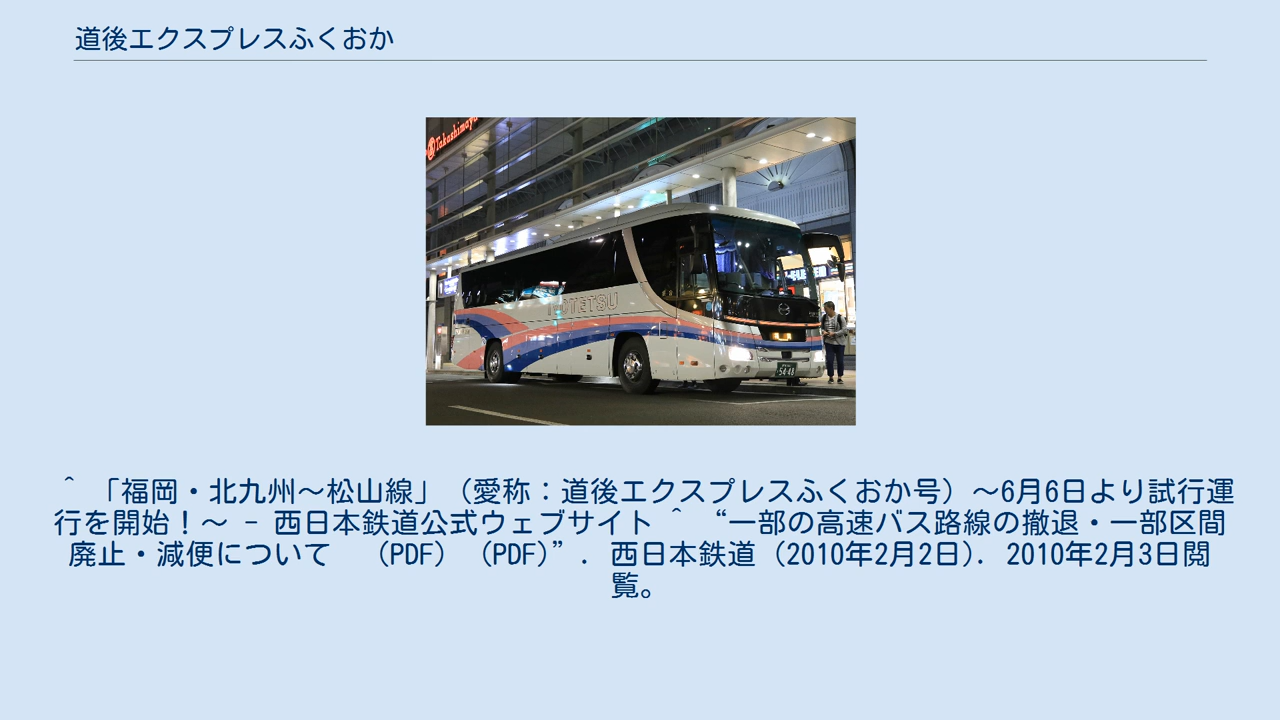 道後エクスプレスふくおか
Takashimaya
IYOTETSU
54-48
^ 「福岡・北九州〜松山線」（愛称：道後エクスプレスふくおか号）〜6月6日より試行運
行を開始！〜 - 西日本鉄道公式ウェブサイト ^ “一部の高速バス路線の撤退・一部区間
廃止・減便について　（PDF）（PDF)”. 西日本鉄道 (2010年2月2日). 2010年2月3日閲
覧。